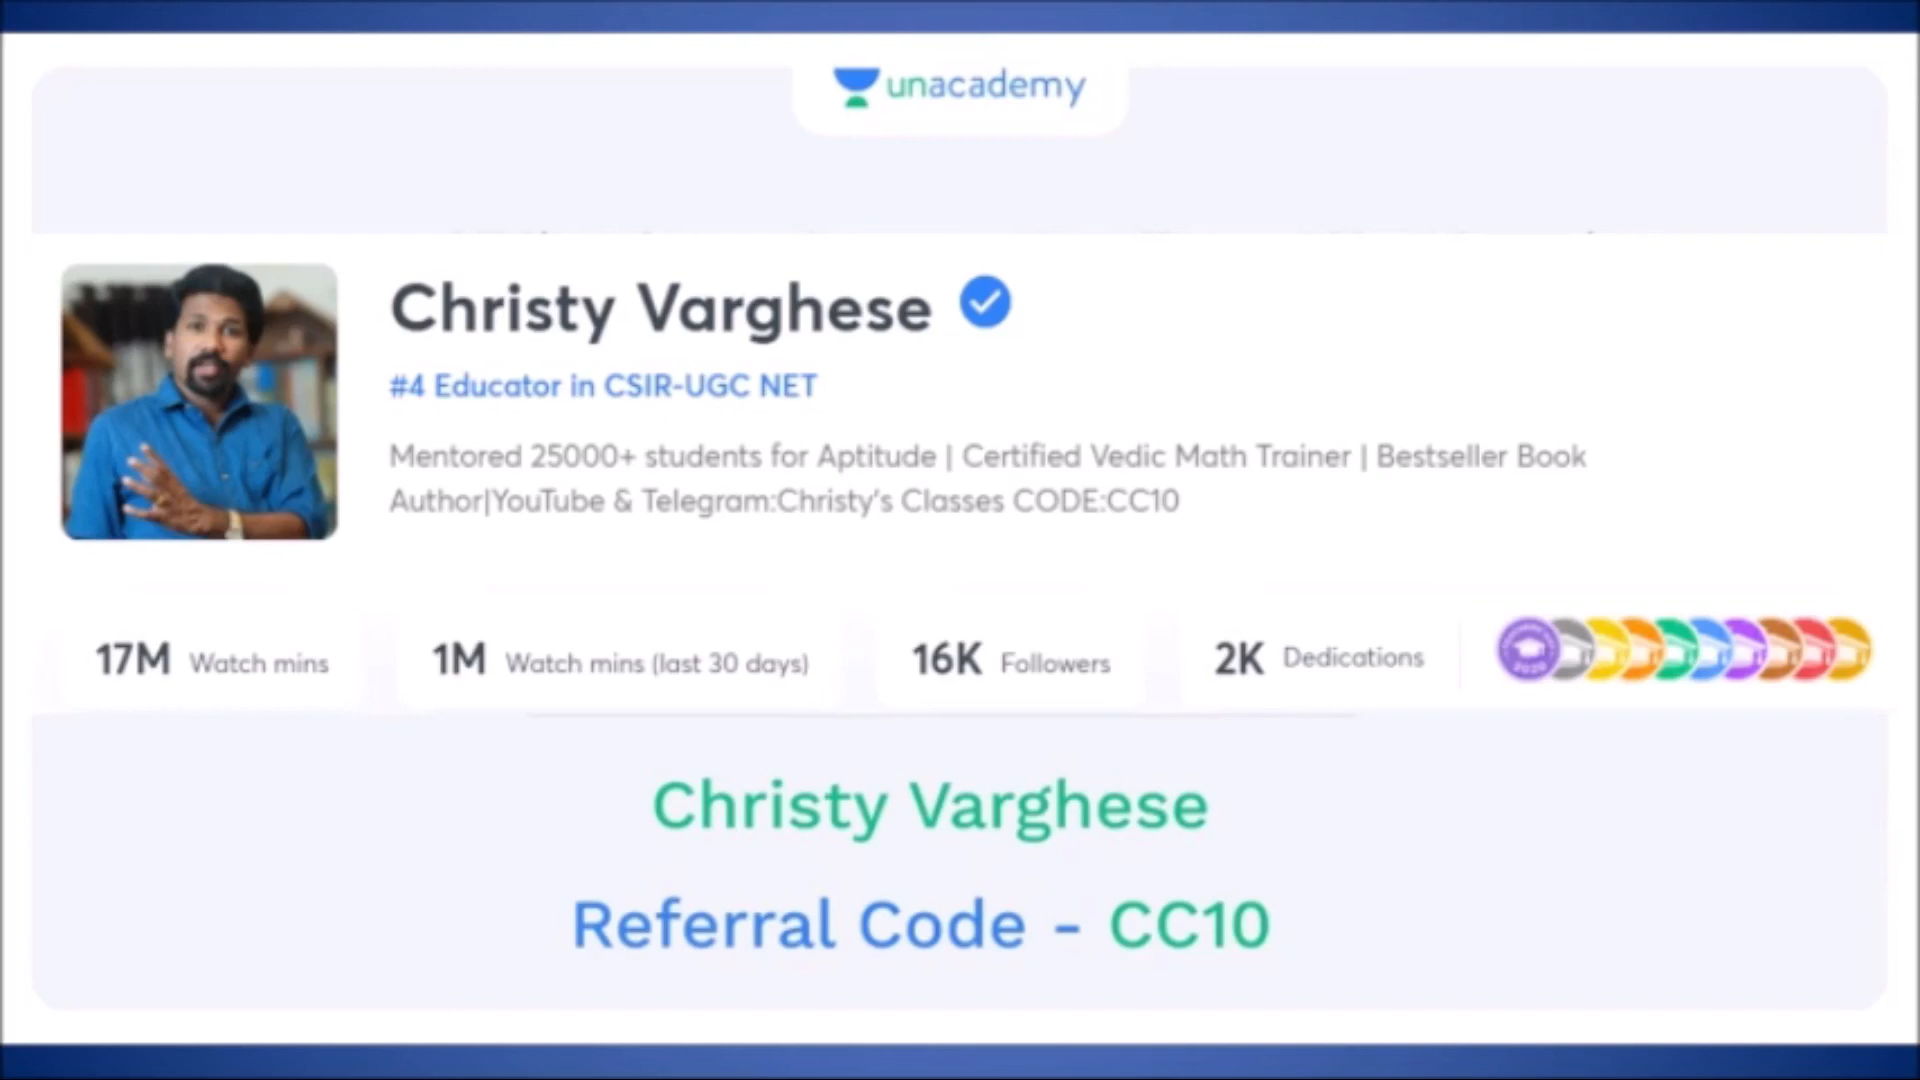 unacademy
Christy Varghese
#4 Educator in CSIR-UGC NET
Mentored 25000+ students for Aptitude | Certified Vedic Math Trainer | Bestseller Book
Author|YouTube & Telegram:Christy's Classes CODE:CC10
17M Watch mins 1M Watch mins (last 30 days) 16K Followers 2K Dedications
Christy Varghese
Referral Code - CC10